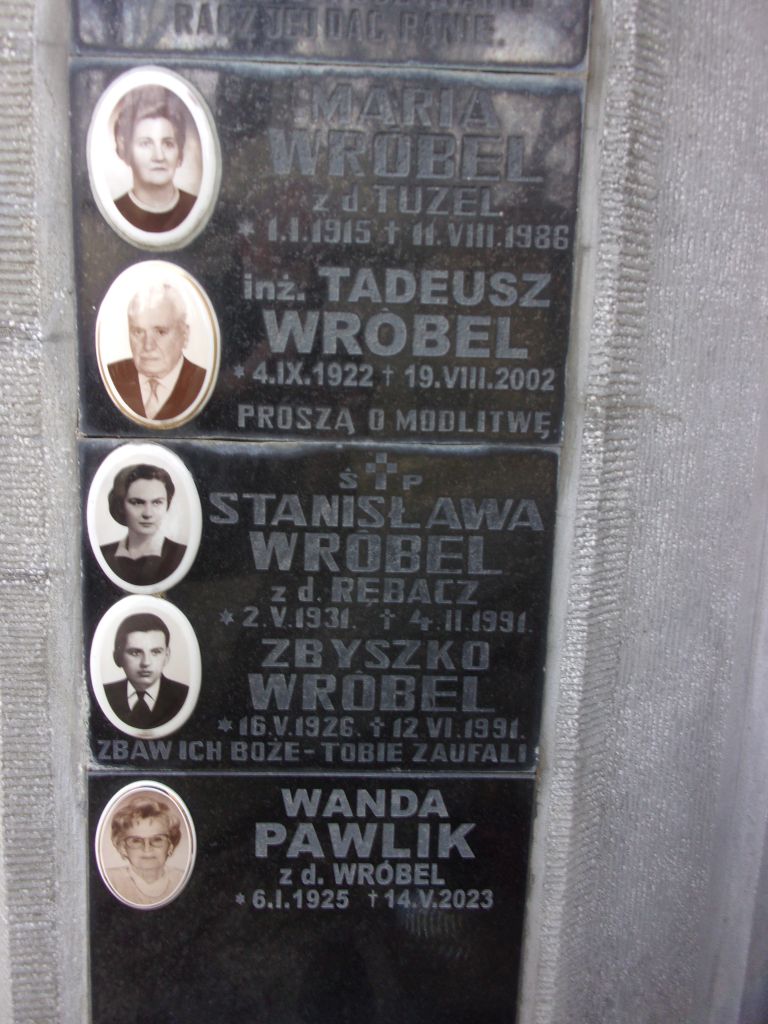 RACZ JEJ DAĆ PANIE
MARIA
WRÓBEL
z d. TUZEL
* 1.I.1915 † 11.VIII.1986
inż. TADEUSZ
WRÓBEL
* 4.IX.1922 † 19.VIII.2002
PROSZĄ O MODLITWĘ
Ś P
STANISŁAWA
WRÓBEL
z d. RĘBACZ
* 2.V.1931. † 4.II.1991.
ZBYSZKO
WRÓBEL
* 16.V.1926. † 12.VI.1991.
ZBAW ICH BOŻE - TOBIE ZAUFALI
WANDA
PAWLIK
z d. WRÓBEL
* 6.I.1925 † 14.V.2023